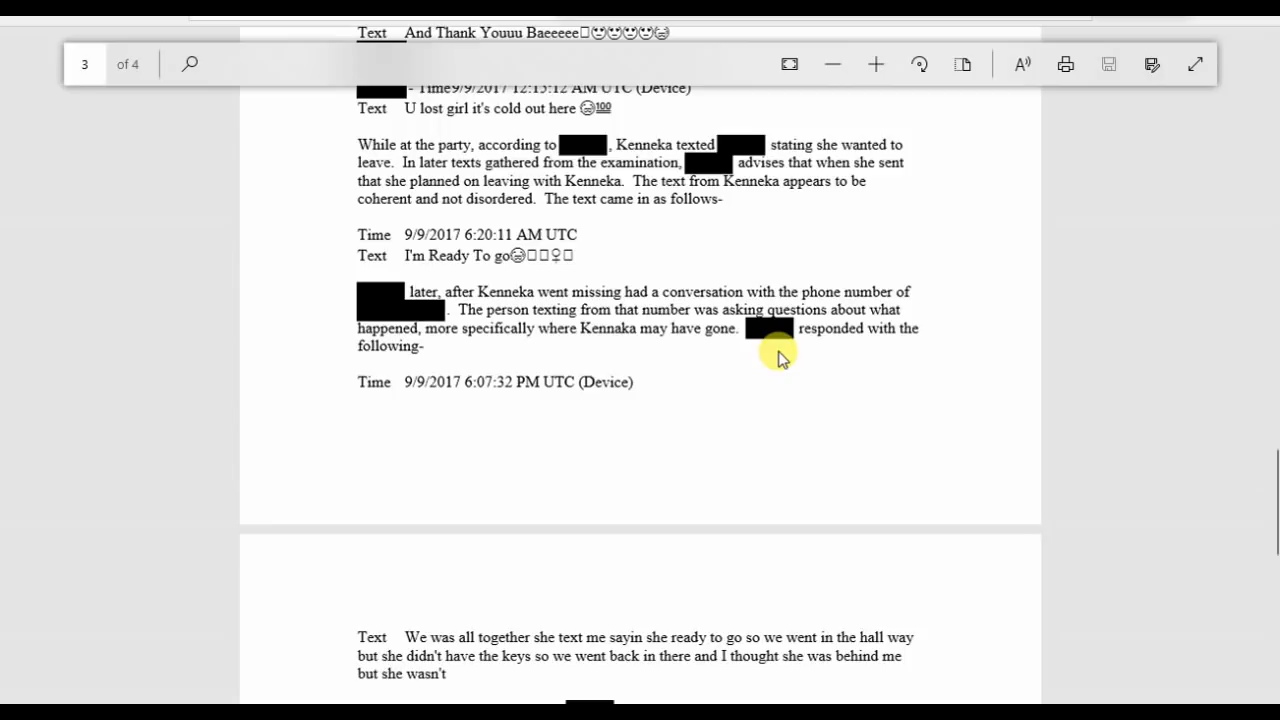 Text And Thank Youuu Baeeeee
3 of 4
- Time9/9/2017 12:15:12 AM UTC (Device)
Text U lost girl it's cold out here 😪💯
While at the party, according to , Kenneka texted stating she wanted to
leave. In later texts gathered from the examination, advises that when she sent
that she planned on leaving with Kenneka. The text from Kenneka appears to be
coherent and not disordered. The text came in as follows-
Time 9/9/2017 6:20:11 AM UTC
Text I'm Ready To go
later, after Kenneka went missing had a conversation with the phone number of
. The person texting from that number was asking questions about what
happened, more specifically where Kennaka may have gone. responded with the
following-
Time 9/9/2017 6:07:32 PM UTC (Device)
Text We was all together she text me sayin she ready to go so we went in the hall way
but she didn't have the keys so we went back in there and I thought she was behind me
but she wasn't